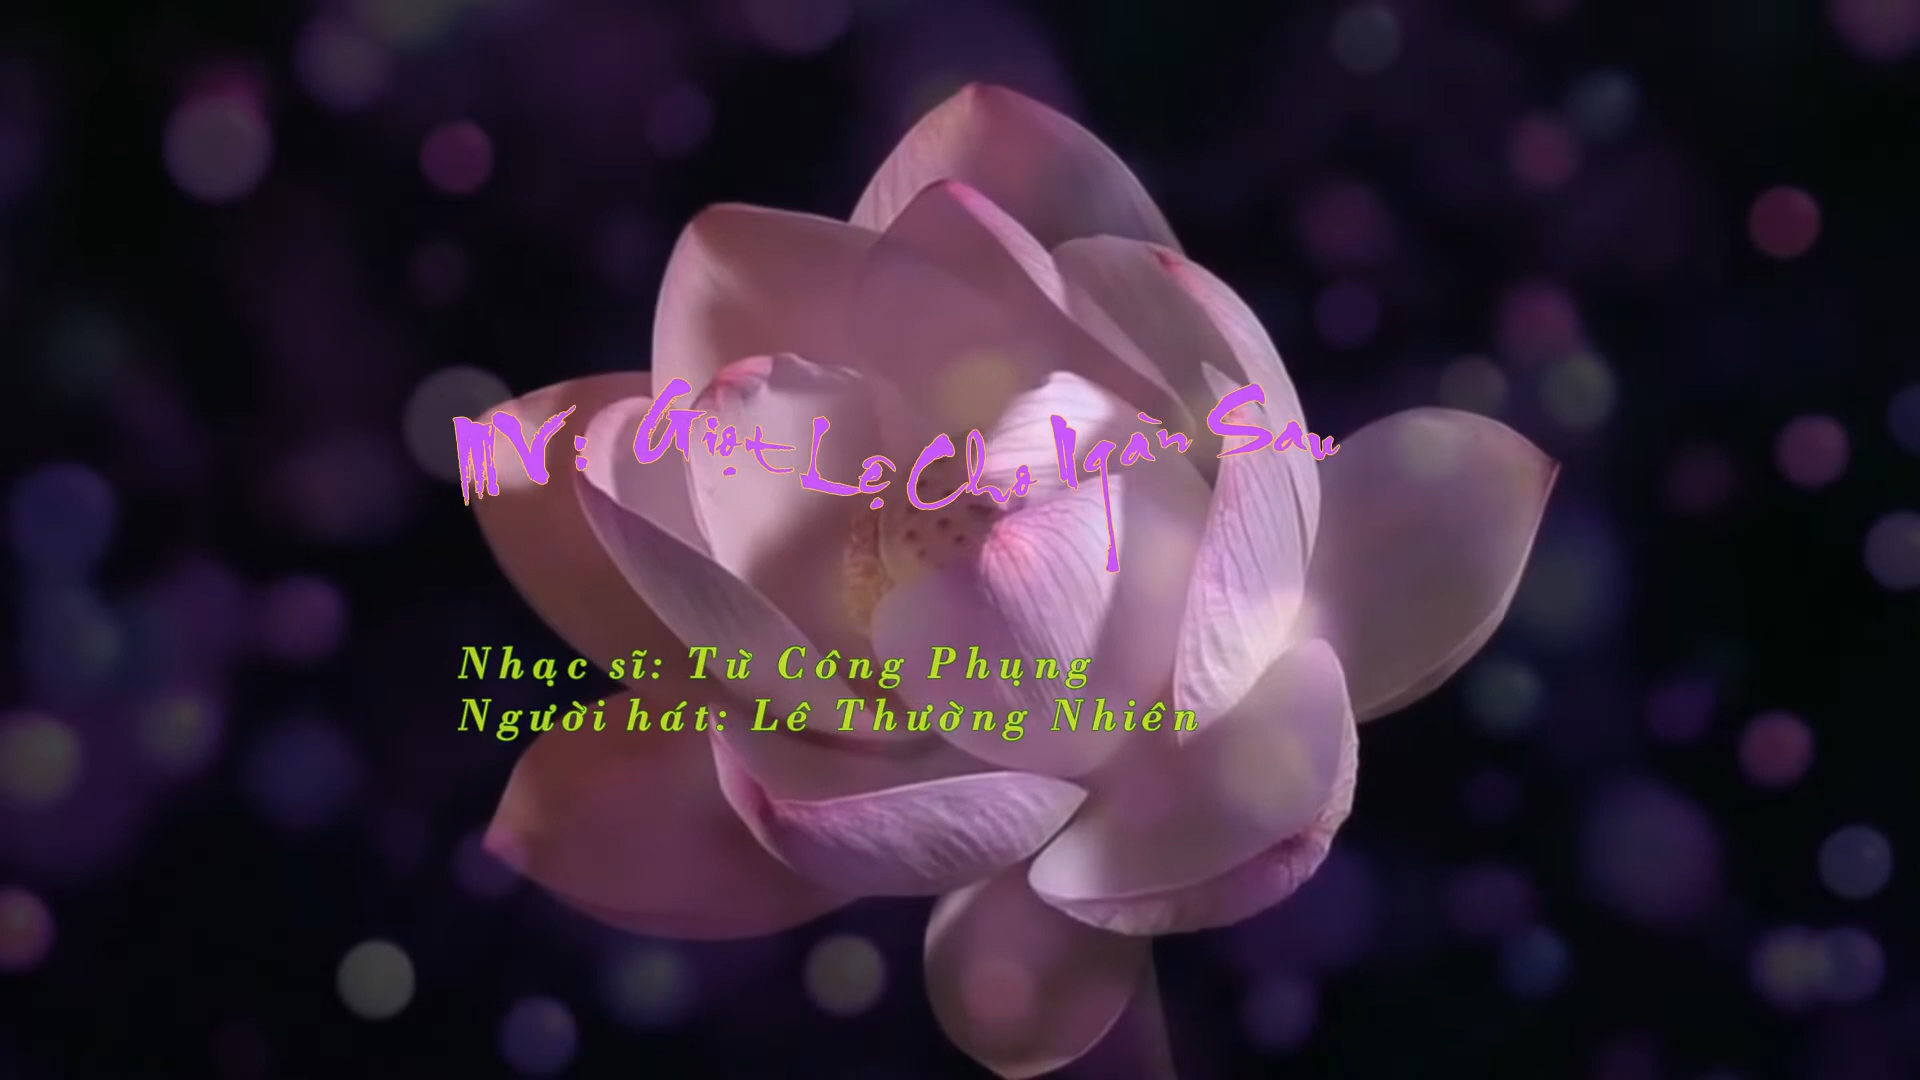 MV: Giọt Lệ Cho Ngàn Sau
Nhạc sĩ: Từ Công Phụng
Người hát: Lê Thường Nhiên